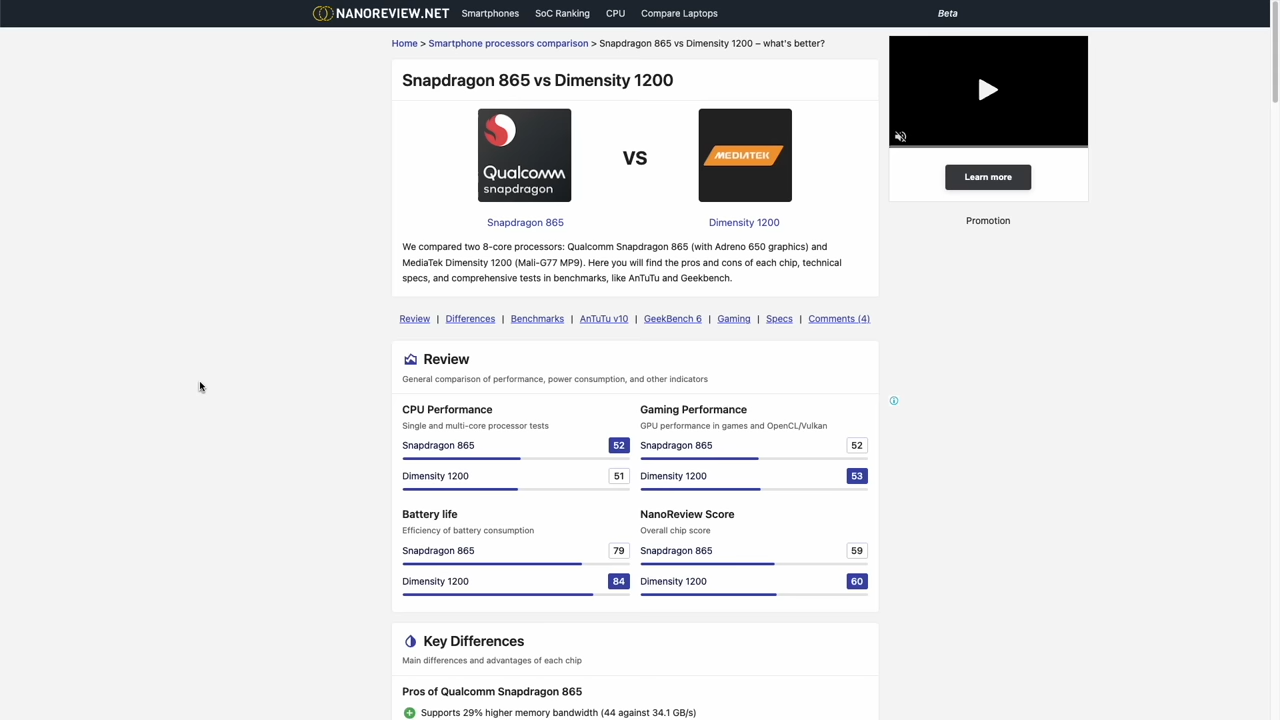 NANOREVIEW.NET Smartphones SoC Ranking CPU Compare Laptops Beta
Home > Smartphone processors comparison > Snapdragon 865 vs Dimensity 1200 – what's better?
Snapdragon 865 vs Dimensity 1200
Qualcomm
snapdragon
VS
MEDIATEK
Snapdragon 865
Dimensity 1200
We compared two 8-core processors: Qualcomm Snapdragon 865 (with Adreno 650 graphics) and
MediaTek Dimensity 1200 (Mali-G77 MP9). Here you will find the pros and cons of each chip, technical
specs, and comprehensive tests in benchmarks, like AnTuTu and Geekbench.
Learn more
Promotion
Review | Differences | Benchmarks | AnTuTu v10 | GeekBench 6 | Gaming | Specs | Comments (4)
Review
General comparison of performance, power consumption, and other indicators
CPU Performance
Single and multi-core processor tests
Snapdragon 865 52
Dimensity 1200 51
Gaming Performance
GPU performance in games and OpenCL/Vulkan
Snapdragon 865 52
Dimensity 1200 53
Battery life
Efficiency of battery consumption
Snapdragon 865 79
Dimensity 1200 84
NanoReview Score
Overall chip score
Snapdragon 865 59
Dimensity 1200 60
Key Differences
Main differences and advantages of each chip
Pros of Qualcomm Snapdragon 865
Supports 29% higher memory bandwidth (44 against 34.1 GB/s)